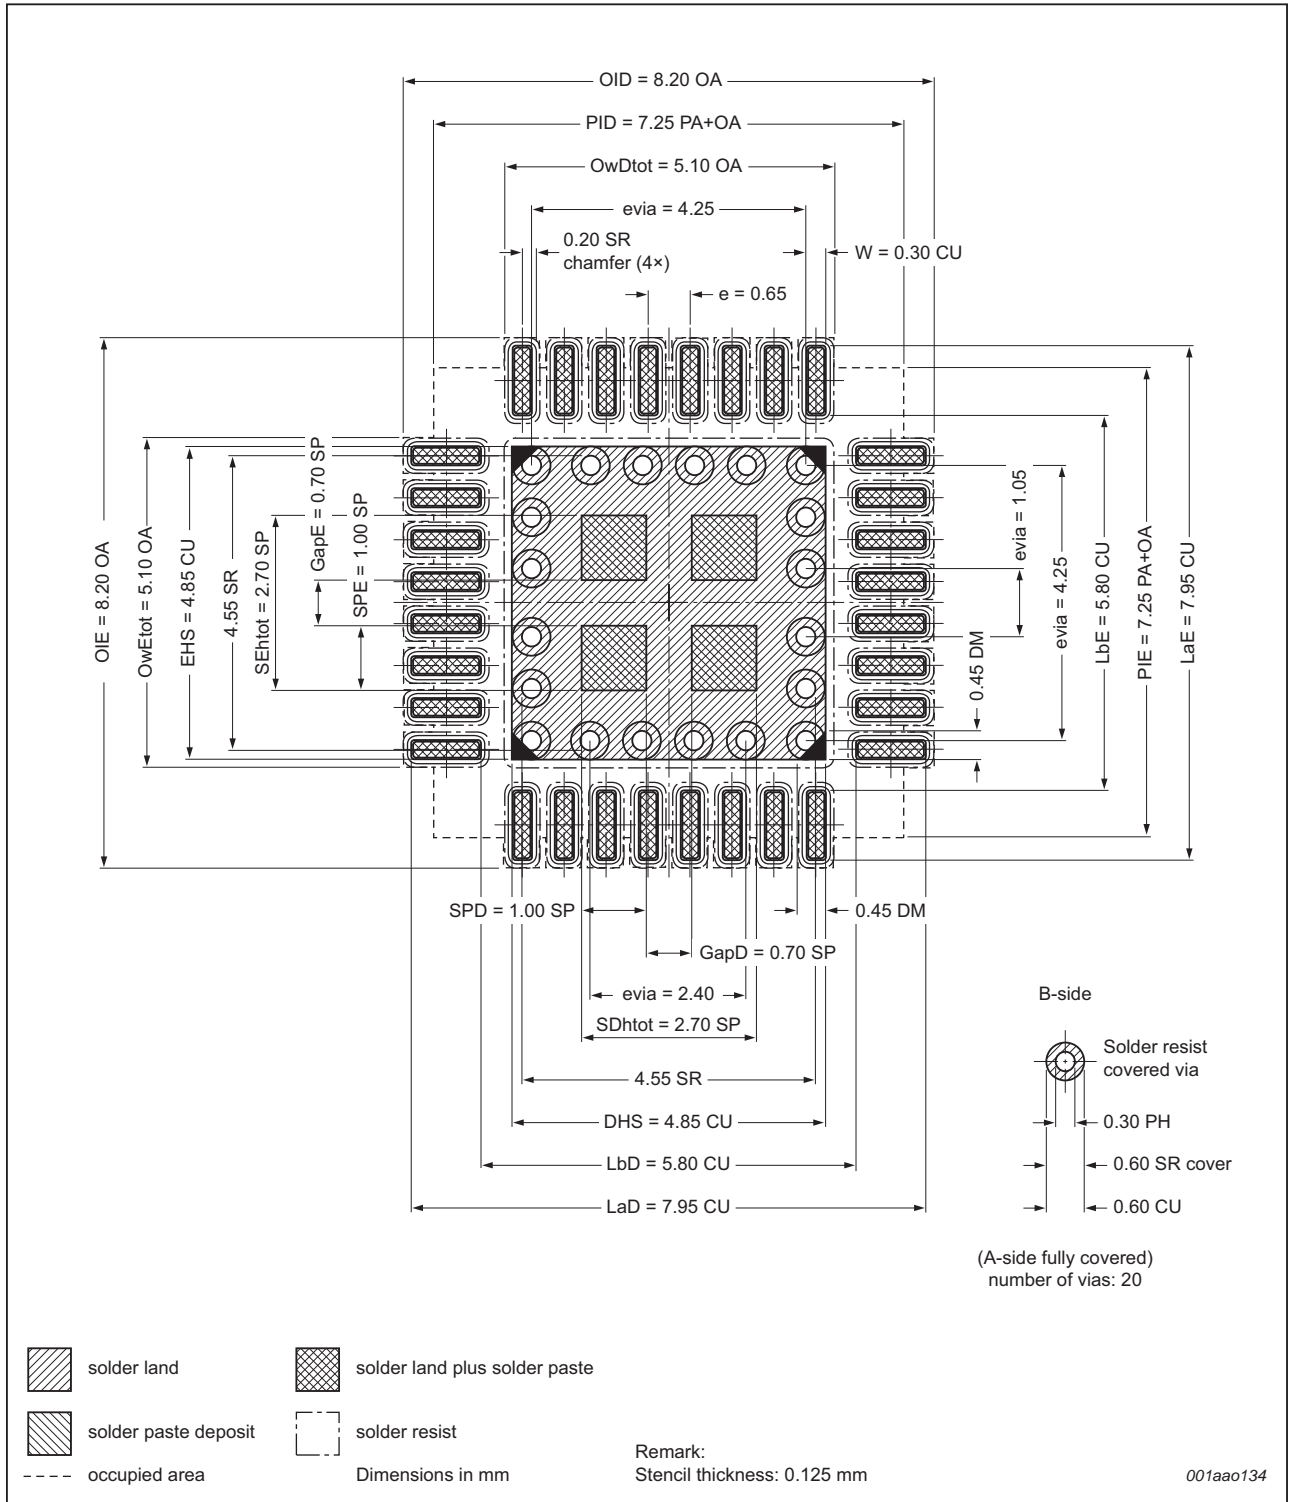 OID = 8.20 OA
PID = 7.25 PA+OA
OwDtot = 5.10 OA
evia = 4.25
0.20 SR
chamfer (4×)
W = 0.30 CU
e = 0.65
OIE = 8.20 OA
OwEtot = 5.10 OA
EHS = 4.85 CU
4.55 SR
SEhtot = 2.70 SP
GapE = 0.70 SP
SPE = 1.00 SP
evia = 1.05
0.45 DM
evia = 4.25
LbE = 5.80 CU
PIE = 7.25 PA+OA
LaE = 7.95 CU
SPD = 1.00 SP
0.45 DM
GapD = 0.70 SP
evia = 2.40
SDhtot = 2.70 SP
4.55 SR
DHS = 4.85 CU
LbD = 5.80 CU
LaD = 7.95 CU
B-side
Solder resist
covered via
0.30 PH
0.60 SR cover
0.60 CU
(A-side fully covered)
number of vias: 20
solder land
solder land plus solder paste
solder paste deposit
solder resist
occupied area
Dimensions in mm
Remark:
Stencil thickness: 0.125 mm
001aao134